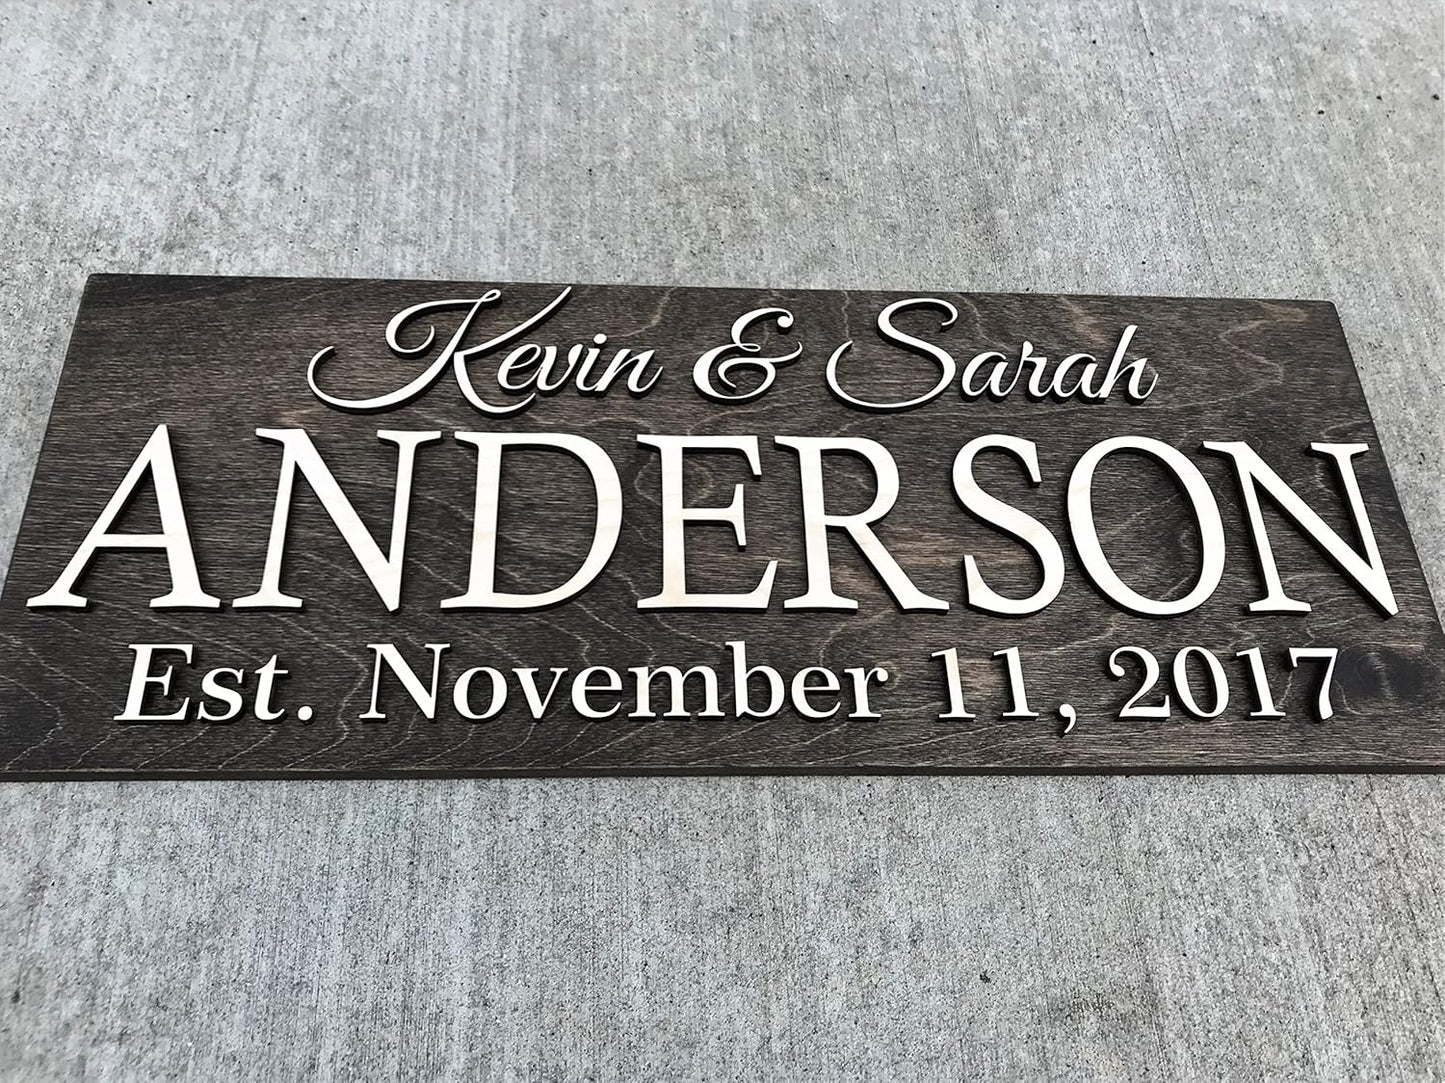 Kevin & Sarah
ANDERSON
Est. November 11, 2017